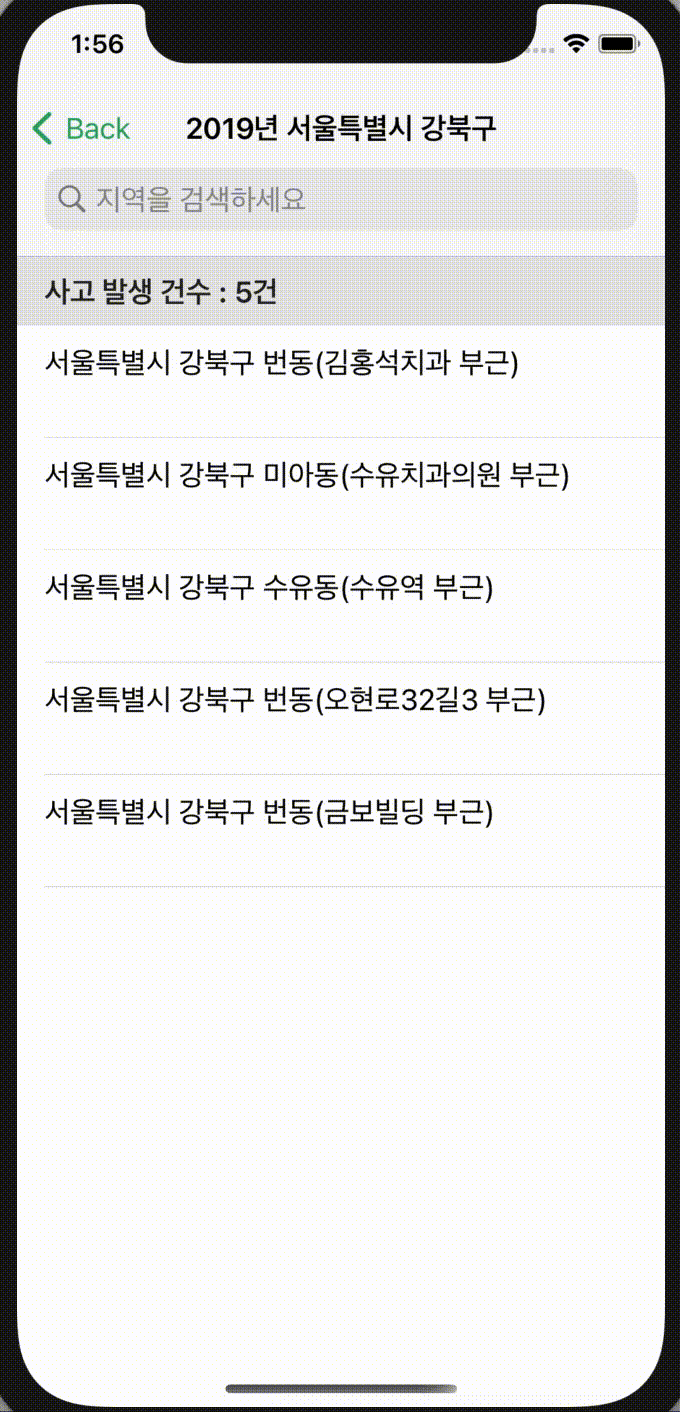 1:56
Back 2019년 서울특별시 강북구
지역을 검색하세요
사고 발생 건수 : 5건
서울특별시 강북구 번동(김홍석치과 부근)
서울특별시 강북구 미아동(수유치과의원 부근)
서울특별시 강북구 수유동(수유역 부근)
서울특별시 강북구 번동(오현로32길3 부근)
서울특별시 강북구 번동(금보빌딩 부근)